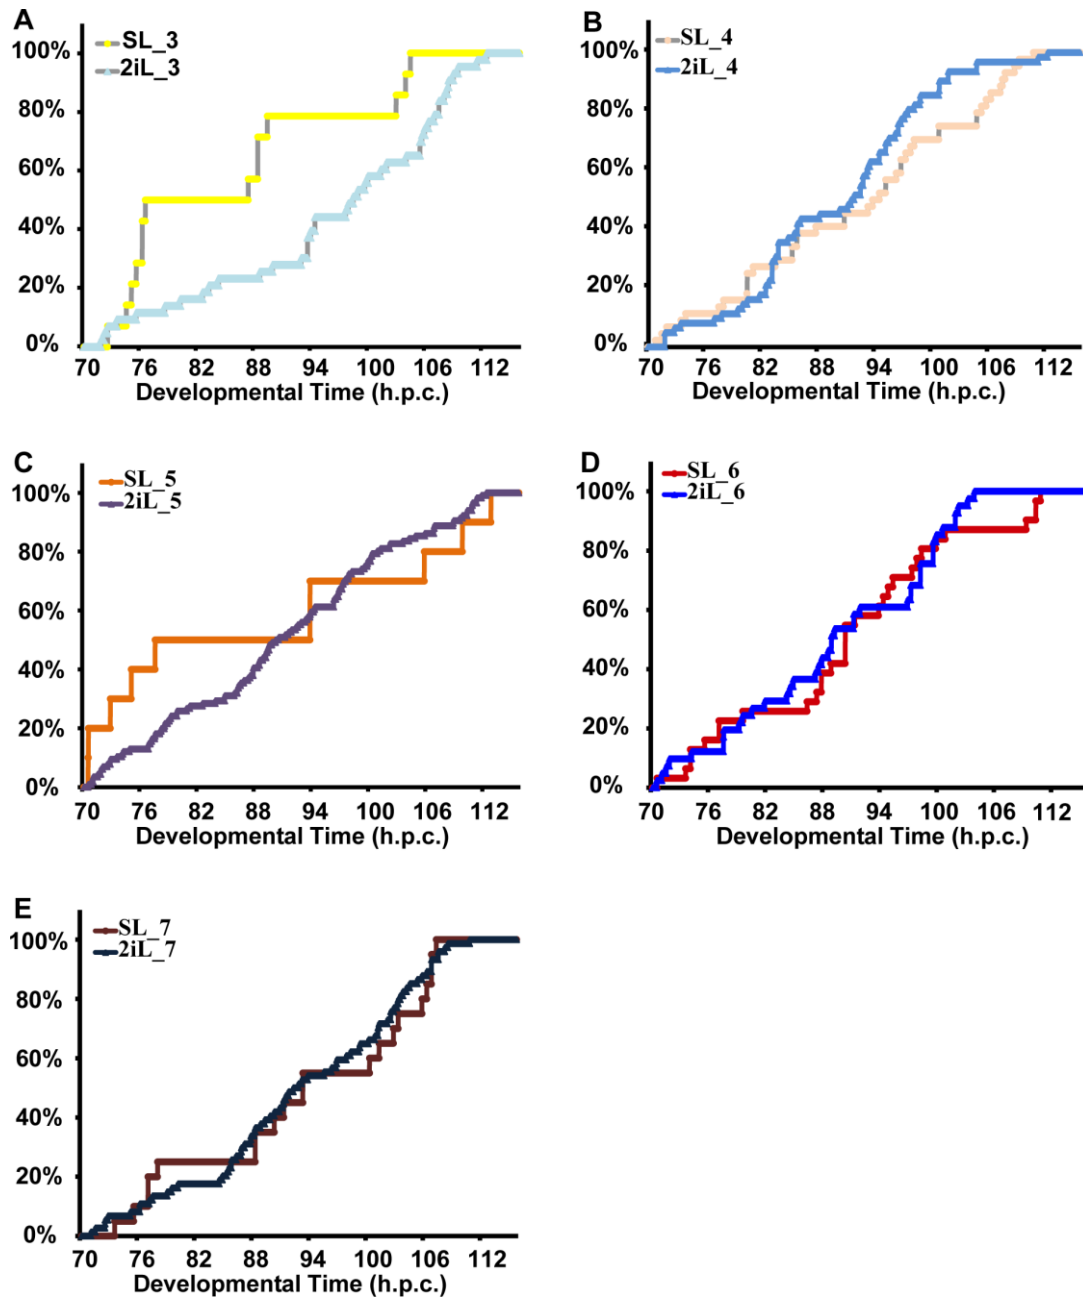 A
SL_3
2iL_3
100%
80%
60%
40%
20%
0%
70 76 82 88 94 100 106 112
Developmental Time (h.p.c.)
B
SL_4
2iL_4
100%
80%
60%
40%
20%
0%
70 76 82 88 94 100 106 112
Developmental Time (h.p.c.)
C
SL_5
2iL_5
100%
80%
60%
40%
20%
0%
70 76 82 88 94 100 106 112
Developmental Time (h.p.c.)
D
SL_6
2iL_6
100%
80%
60%
40%
20%
0%
70 76 82 88 94 100 106 112
Developmental Time (h.p.c.)
E
SL_7
2iL_7
100%
80%
60%
40%
20%
0%
70 76 82 88 94 100 106 112
Developmental Time (h.p.c.)